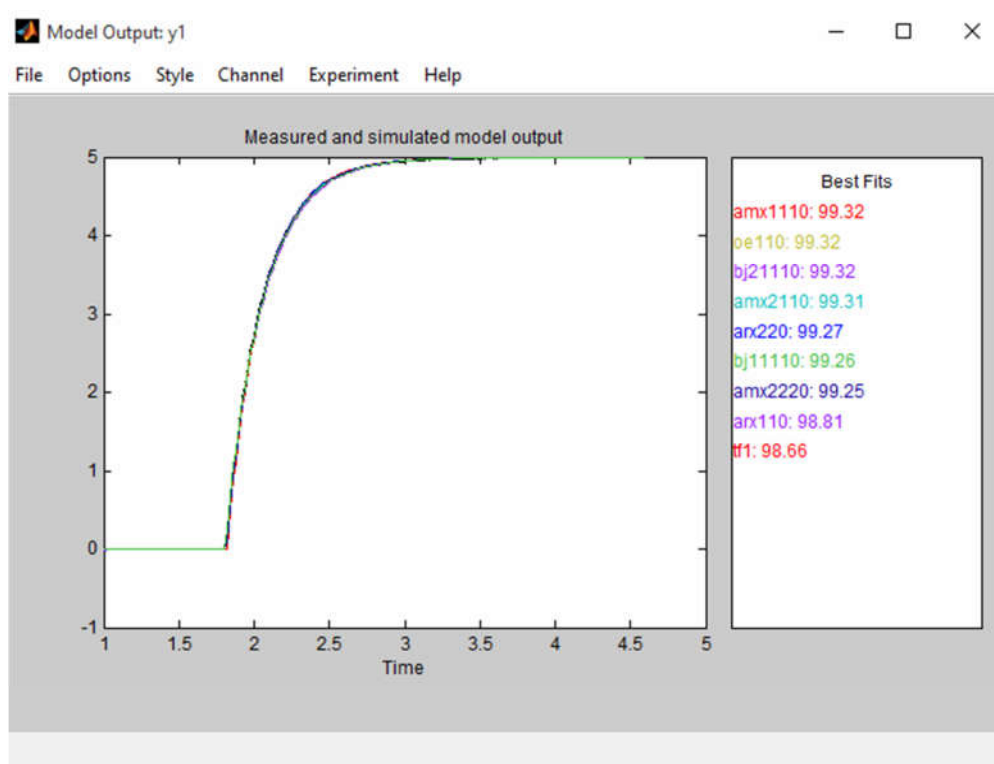 Model Output: y1
File Options Style Channel Experiment Help
Measured and simulated model output
5
4
3
2
1
0
-1
1 1.5 2 2.5 3 3.5 4 4.5 5
Time
Best Fits
amx1110: 99.32
oe110: 99.32
bj21110: 99.32
amx2110: 99.31
arx220: 99.27
bj11110: 99.26
amx2220: 99.25
arx110: 98.81
tf1: 98.66